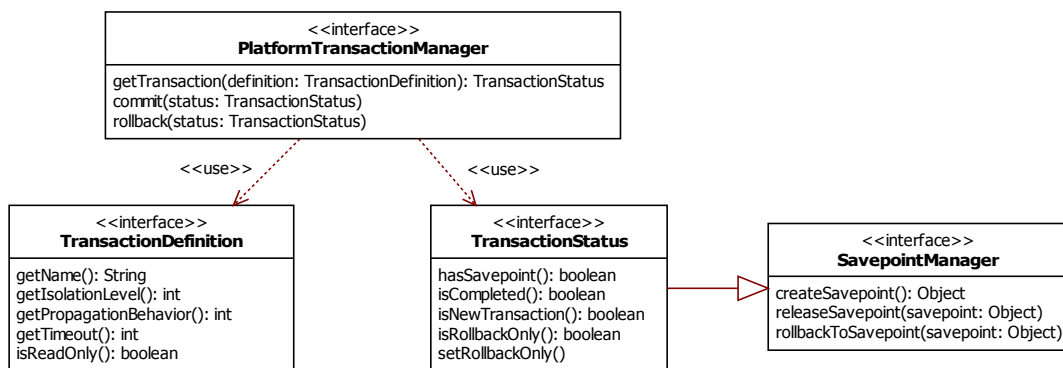 <<interface>>
PlatformTransactionManager
getTransaction(definition: TransactionDefinition): TransactionStatus
commit(status: TransactionStatus)
rollback(status: TransactionStatus)
<<use>>
<<use>>
<<interface>>
TransactionDefinition
getName(): String
getIsolationLevel(): int
getPropagationBehavior(): int
getTimeout(): int
isReadOnly(): boolean
<<interface>>
TransactionStatus
hasSavepoint(): boolean
isCompleted(): boolean
isNewTransaction(): boolean
isRollbackOnly(): boolean
setRollbackOnly()
<<interface>>
SavepointManager
createSavepoint(): Object
releaseSavepoint(savepoint: Object)
rollbackToSavepoint(savepoint: Object)